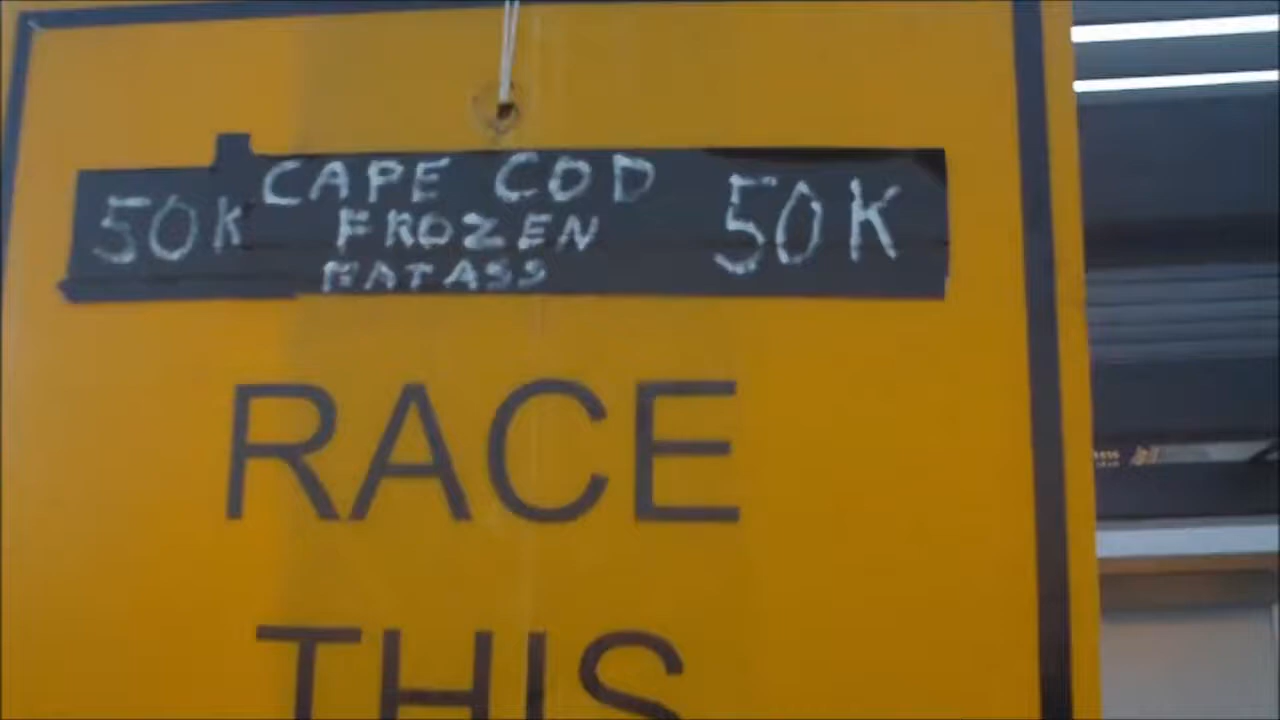 50K CAPE COD 50K
FROZEN
FATASS
RACE
THIS